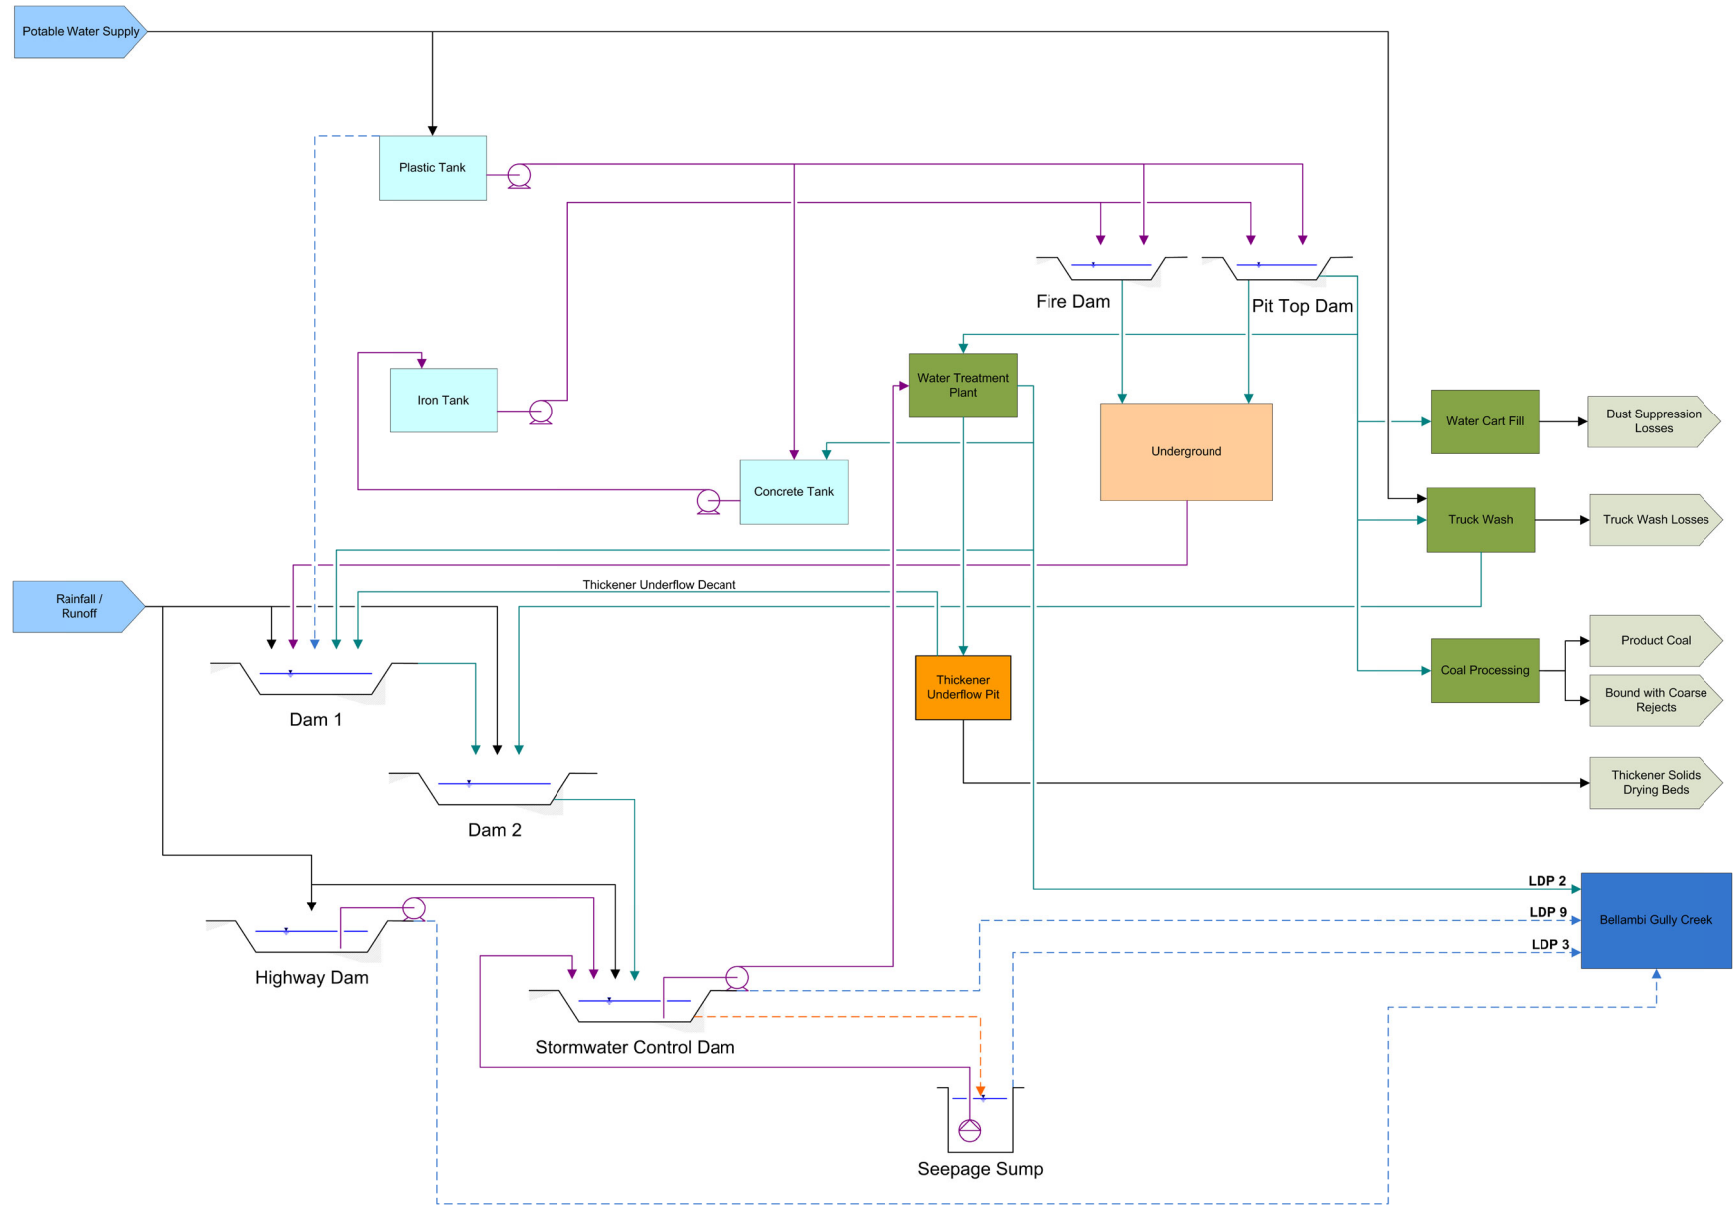 Potable Water Supply
Plastic Tank
Fire Dam
Pit Top Dam
Iron Tank
Water Treatment
Plant
Water Cart Fill
Dust Suppression
Losses
Underground
Concrete Tank
Truck Wash
Truck Wash Losses
Thickener Underflow Decant
Rainfall /
Runoff
Product Coal
Coal Processing
Bound with Coarse
Rejects
Thickener
Underflow Pit
Dam 1
Thickener Solids
Drying Beds
Dam 2
LDP 2
LDP 9
LDP 3
Bellambi Gully Creek
Highway Dam
Stormwater Control Dam
Seepage Sump